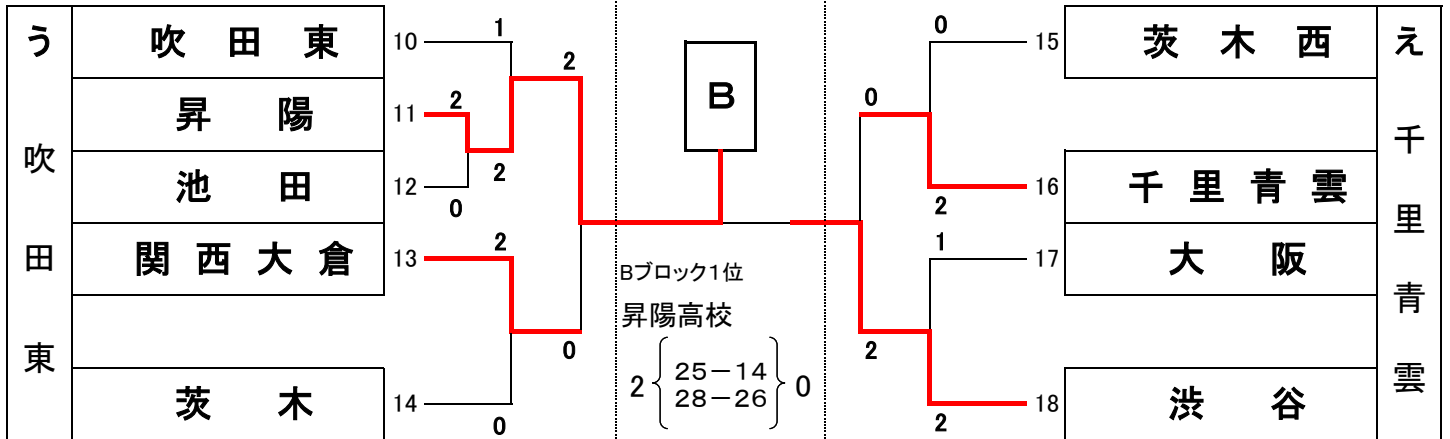 う
吹田東
吹田東 10 1
昇陽 11 2
2
2
池田 12 0
関西大倉 13 2
0
茨木 14 0
B
Bブロック1位
昇陽高校
2 25－14 0
28－26
0 15 茨木西
0
2 16 千里青雲
1 17 大阪
2
2 18 渋谷
え
千里青雲